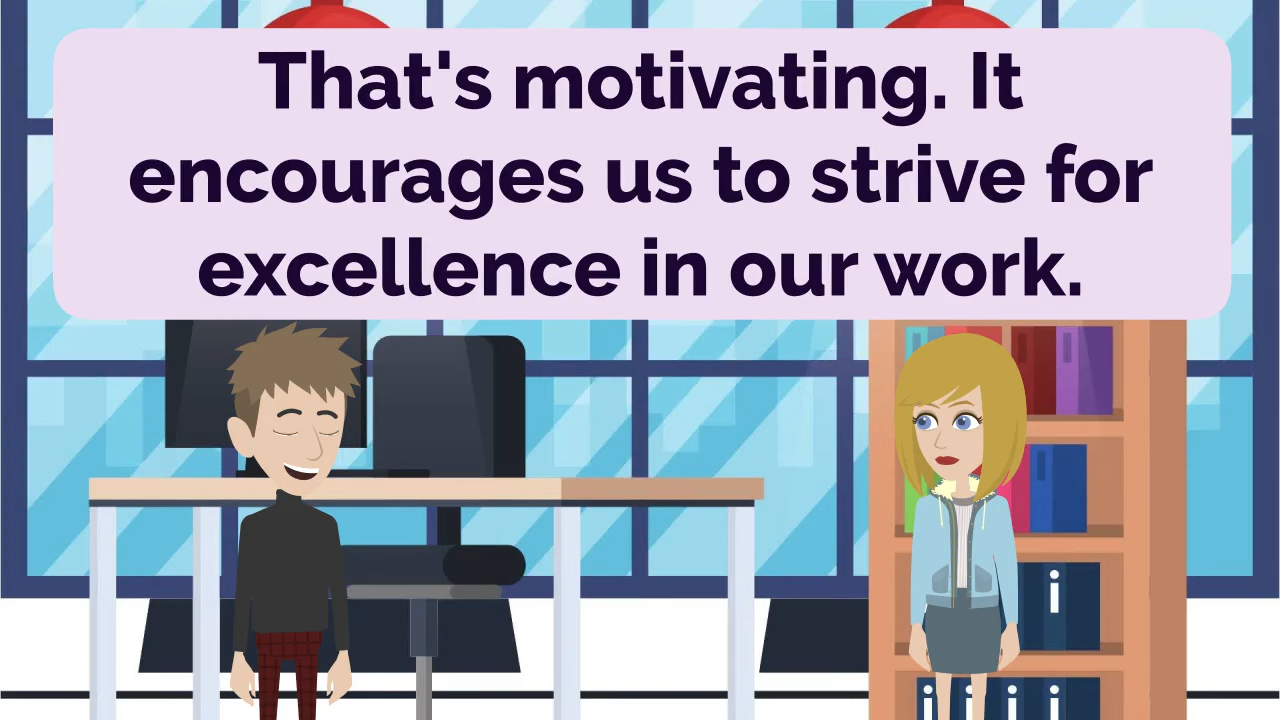 That's motivating. It
encourages us to strive for
excellence in our work.